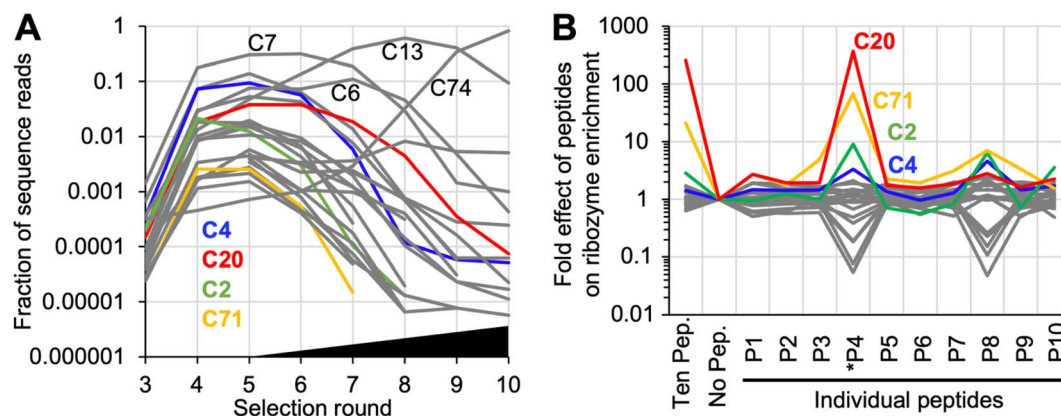 A
Fraction of sequence reads
1
0.1
0.01
0.001
0.0001
0.00001
0.000001
C7
C13
C6
C74
C4
C20
C2
C71
3 4 5 6 7 8 9 10
Selection round
B
Fold effect of peptides
on ribozyme enrichment
1000
100
10
1
0.1
0.01
C20
C71
C2
C4
Ten Pep.
No Pep.
P1
P2
P3
*P4
P5
P6
P7
P8
P9
P10
Individual peptides